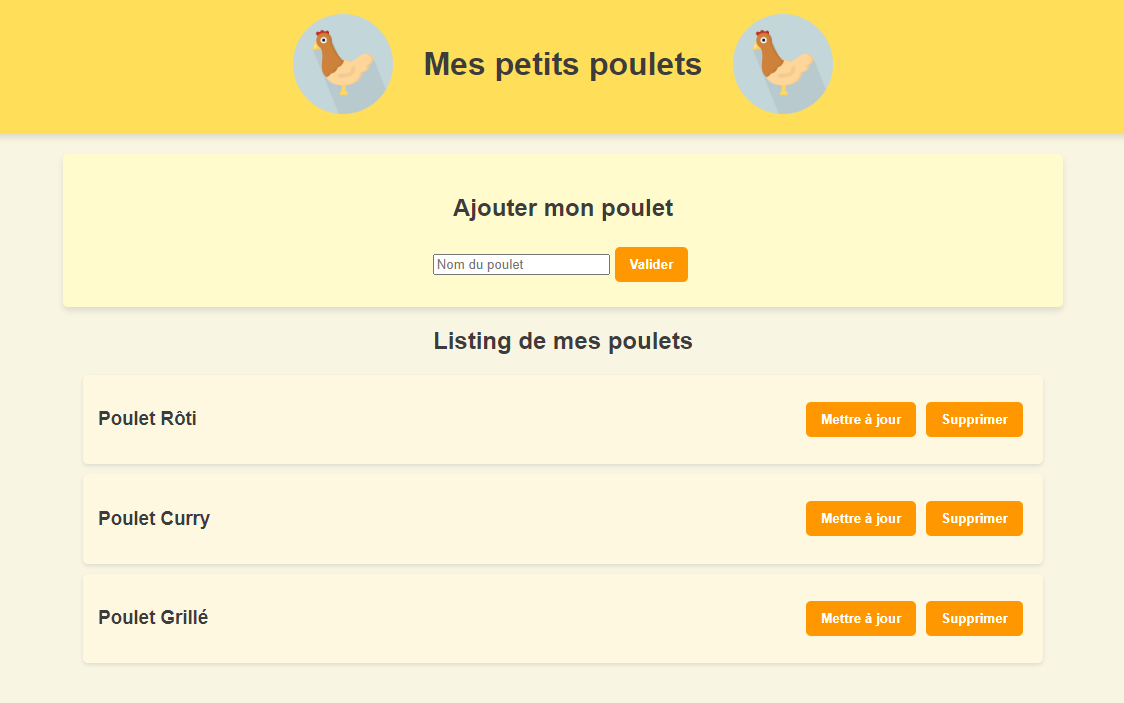 Mes petits poulets
Ajouter mon poulet
Nom du poulet Valider
Listing de mes poulets
Poulet Rôti Mettre à jour Supprimer
Poulet Curry Mettre à jour Supprimer
Poulet Grillé Mettre à jour Supprimer